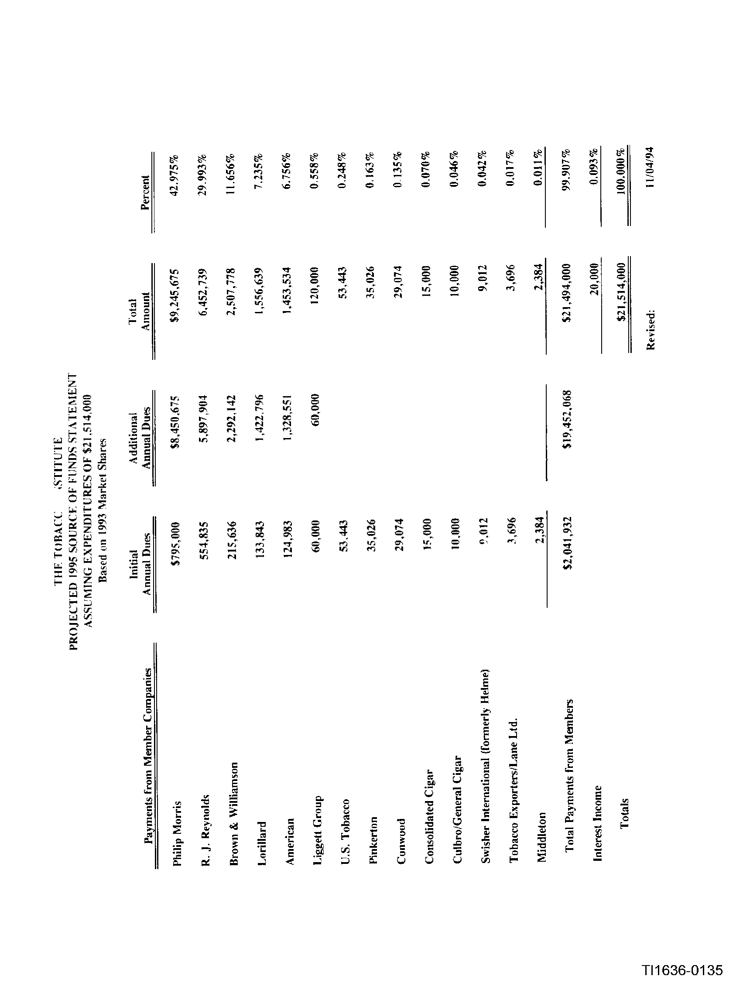 THE TOBACC STITUTE
PROJECTED 1995 SOURCE OF FUNDS STATEMENT
ASSUMING EXPENDITURES OF $21,514,000
Based on 1993 Market Shares
Initial Additional Total
Payments from Member Companies Annual Dues Annual Dues Amount Percent
Philip Morris $795,000 $8,450,675 $9,245,675 42.975%
R. J. Reynolds 554,835 5,897,904 6,452,739 29.993%
Brown & Williamson 215,636 2,292,142 2,507,778 11.656%
Lorillard 133,843 1,422,796 1,556,639 7.235%
American 124,983 1,328,551 1,453,534 6.756%
Liggett Group 60,000 60,000 120,000 0.558%
U.S. Tobacco 53,443 53,443 0.248%
Pinkerton 35,026 35,026 0.163%
Conwood 29,074 29,074 0.135%
Consolidated Cigar 15,000 15,000 0.070%
Culbro/General Cigar 10,000 10,000 0.046%
Swisher International (formerly Helme) 9,012 9,012 0.042%
Tobacco Exporters/Lane Ltd. 3,696 3,696 0.017%
Middleton 2,384 2,384 0.011%
Total Payments from Members $2,041,932 $19,452,068 $21,494,000 99.907%
Interest Income 20,000 0.093%
Totals $21,514,000 100.000%
Revised: 11/04/94
TI1636-0135